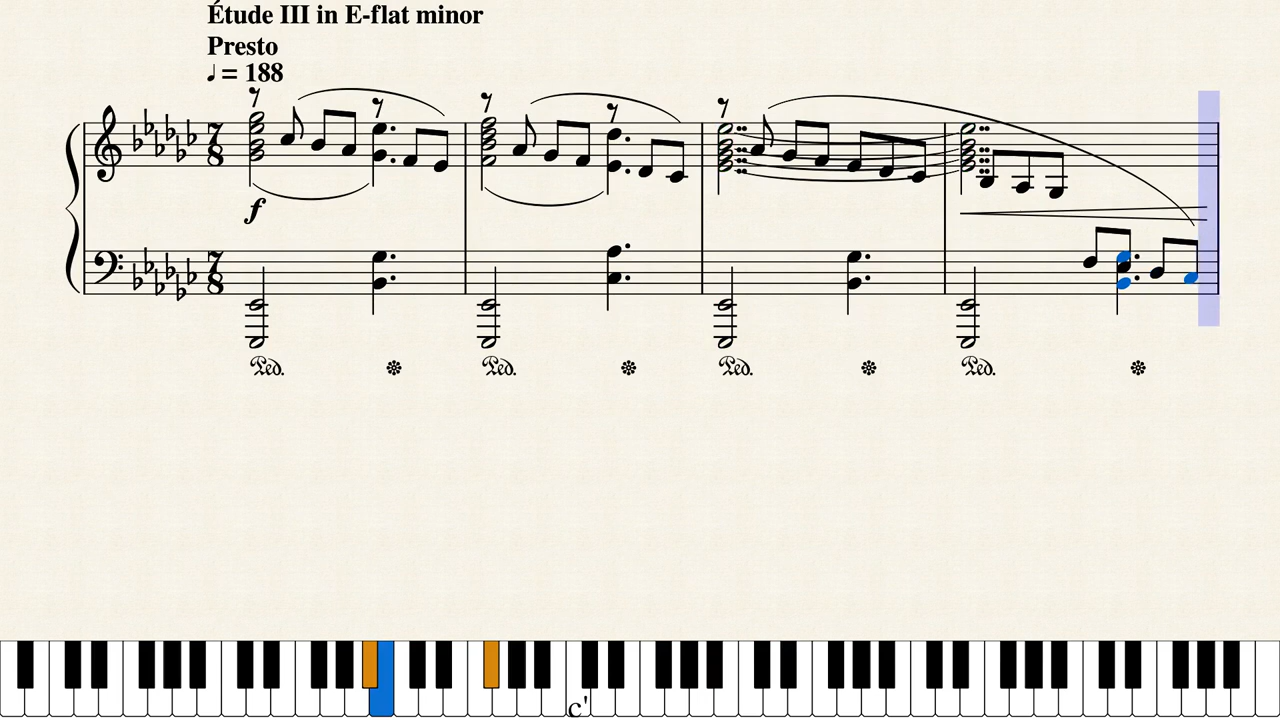 Étude III in E-flat minor
Presto
♩ = 188
7
8
f
7
8
Ped. Ped. Ped. Ped.
c'